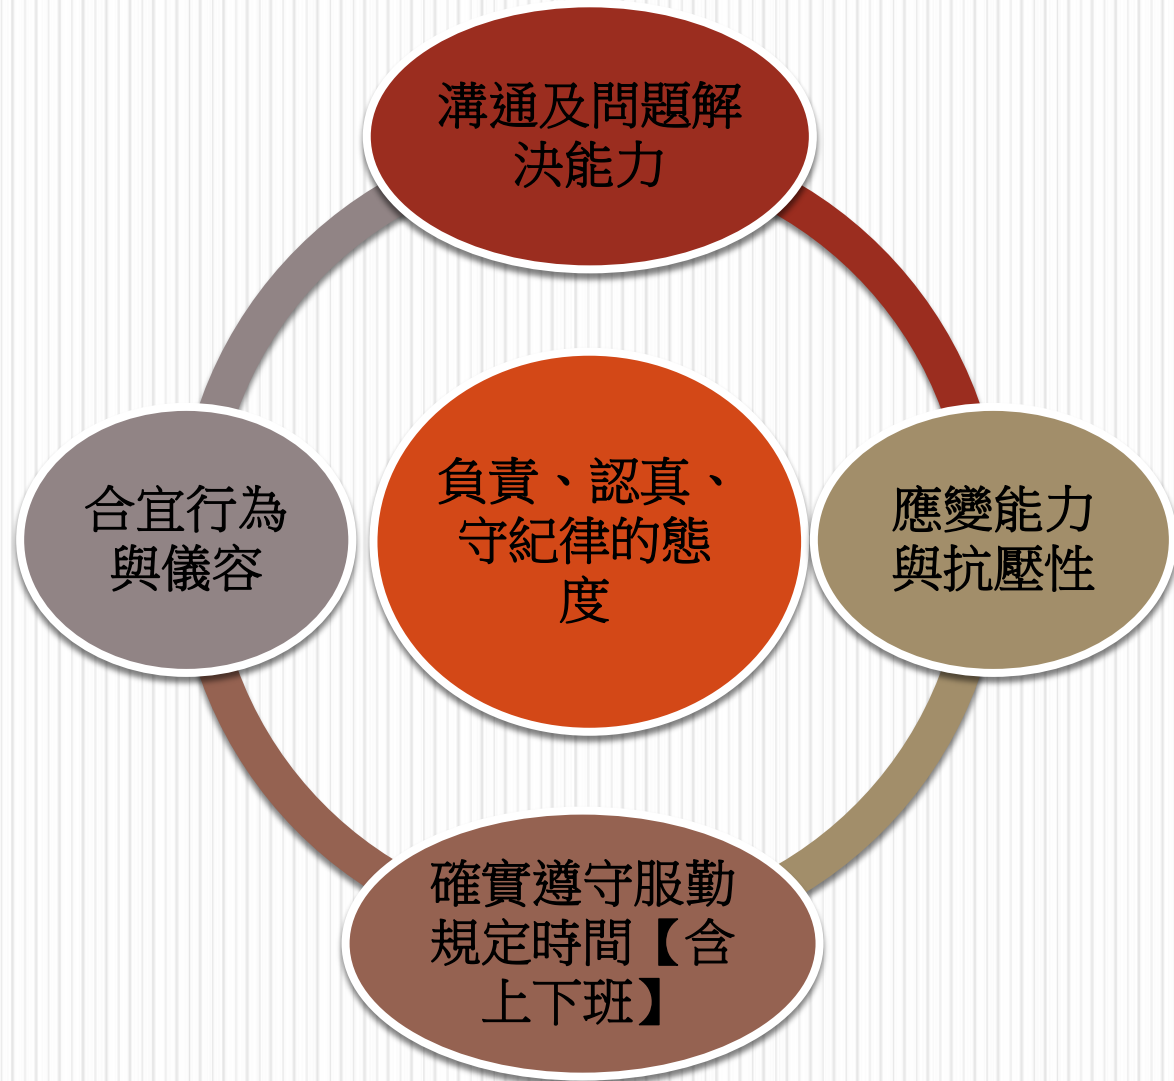 溝通及問題解
決能力
合宜行為
與儀容
負責、認真、
守紀律的態
度
應變能力
與抗壓性
確實遵守服勤
規定時間【含
上下班】